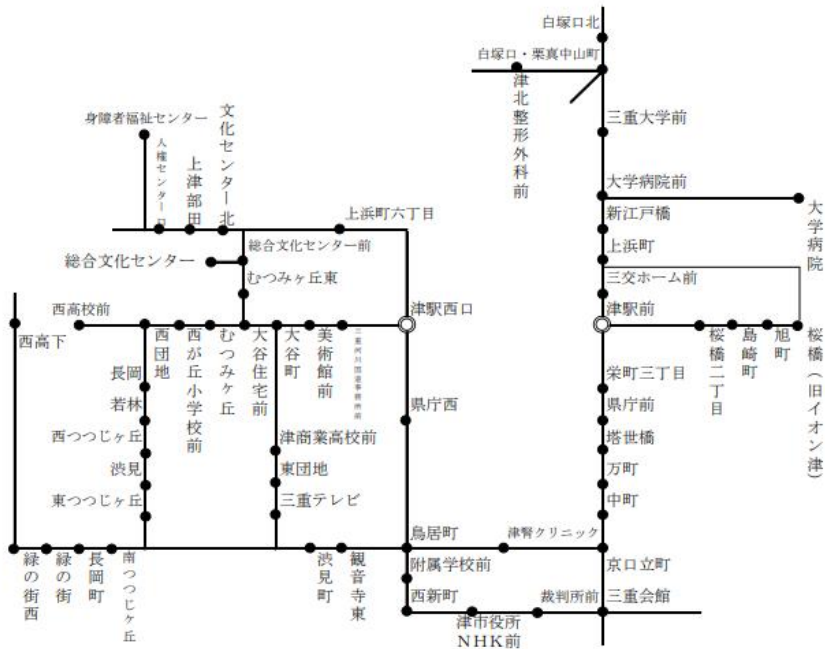 白塚口北
白塚口・栗真中山町
津北整形外科前
三重大学前
大学病院前
大学病院
新江戸橋
上浜町
三交ホーム前
津駅前
桜橋二丁目
島崎町
旭町
桜橋（旧イオン津）
栄町三丁目
県庁前
塔世橋
万町
中町
京口立町
三重会館
身障者福祉センター
人権センター口
上津部田
文化センター北
上浜町六丁目
総合文化センター前
総合文化センター
むつみヶ丘東
西高校前
西高下
西団地
西が丘小学校前
むつみヶ丘
大谷住宅前
大谷町
美術館前
三重河川国道事務所前
津駅西口
長岡
若林
西つつじヶ丘
渋見
東つつじヶ丘
津商業高校前
東団地
三重テレビ
県庁西
鳥居町
津腎クリニック
附属学校前
西新町
裁判所前
津市役所
NHK前
緑の街西
緑の街
長岡町
南つつじヶ丘
渋見町
観音寺東